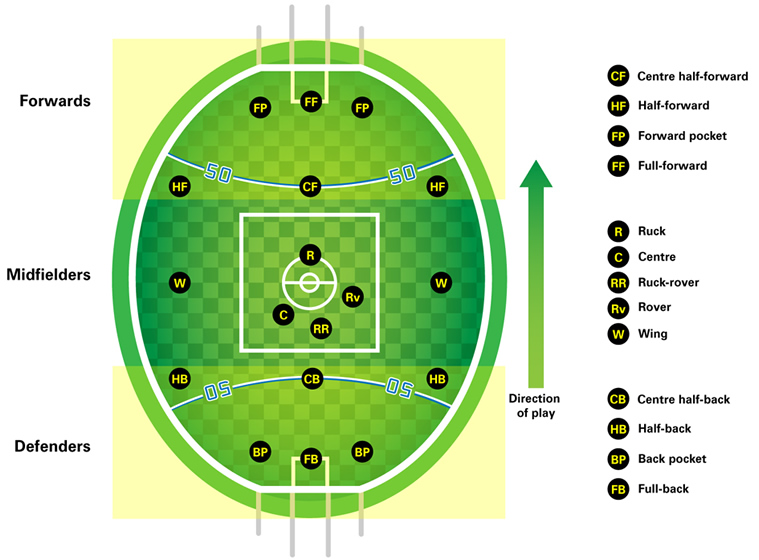 Forwards
FP
FF
FP
50
50
HF
CF
HF
Midfielders
R
W
W
Rv
C
RR
HB
CB
HB
50
50
Defenders
BP
FB
BP
Direction
of play
CF Centre half-forward
HF Half-forward
FP Forward pocket
FF Full-forward
R Ruck
C Centre
RR Ruck-rover
Rv Rover
W Wing
CB Centre half-back
HB Half-back
BP Back pocket
FB Full-back